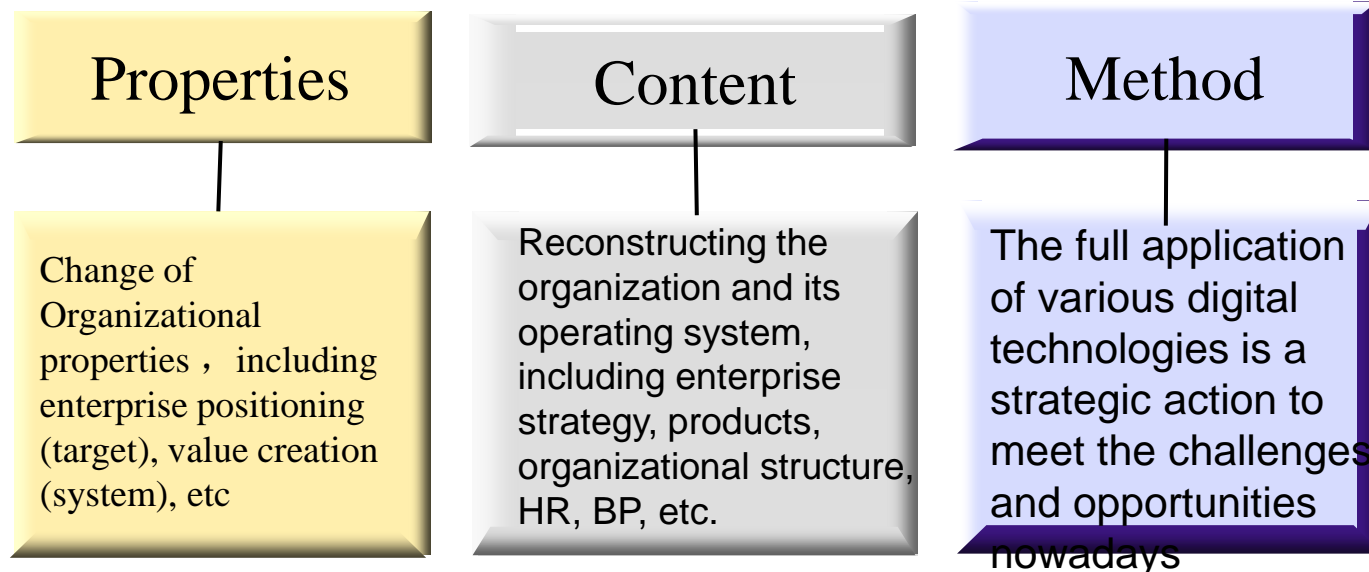 Properties
Change of
Organizational
properties ，including
enterprise positioning
(target), value creation
(system), etc
Content
Reconstructing the
organization and its
operating system,
including enterprise
strategy, products,
organizational structure,
HR, BP, etc.
Method
The full application
of various digital
technologies is a
strategic action to
meet the challenges
and opportunities
nowadays